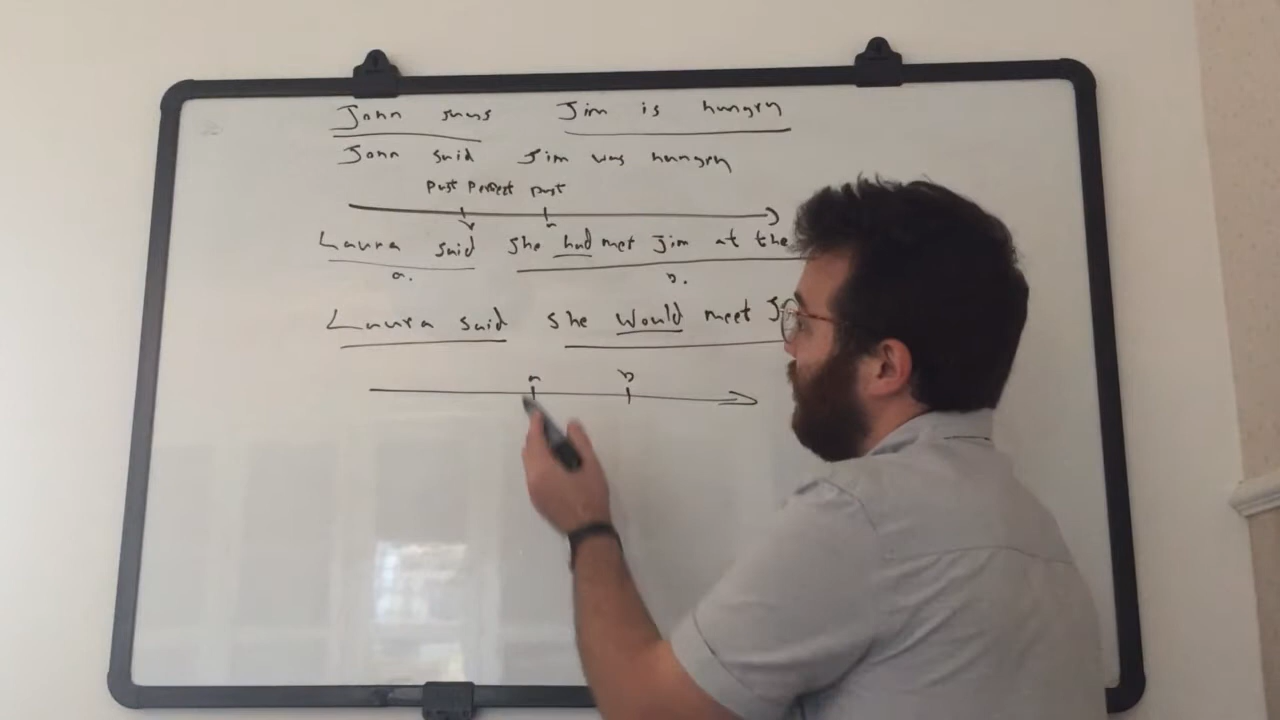 John says Jim is hungry
John said Jim was hungry
past perfect past
b a
Laura said she had met Jim at the
a. b.
Laura said she would meet J
a b